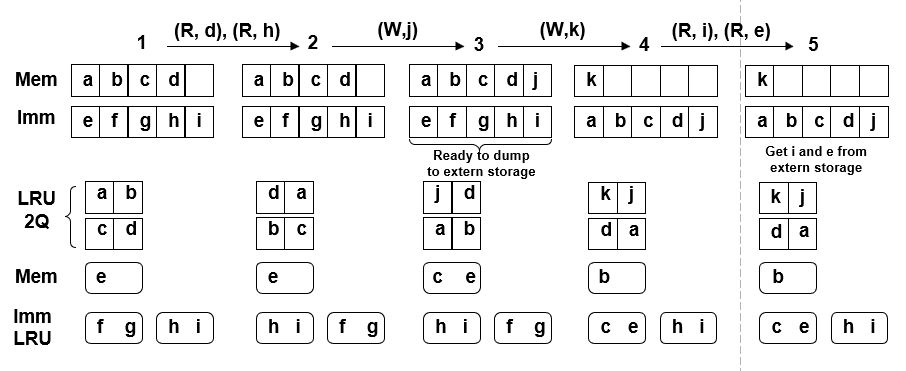 (R, d), (R, h) (W,j) (W,k) (R, i), (R, e)
1 2 3 4 5
Mem a b c d a b c d a b c d j k k
Imm e f g h i e f g h i e f g h i a b c d j a b c d j
Ready to dump
to extern storage
Get i and e from
extern storage
LRU
2Q
a b d a j d k j k j
c d b c a b d a d a
Mem e e c e b b
Imm
LRU
f g h i h i f g h i f g c e h i c e h i